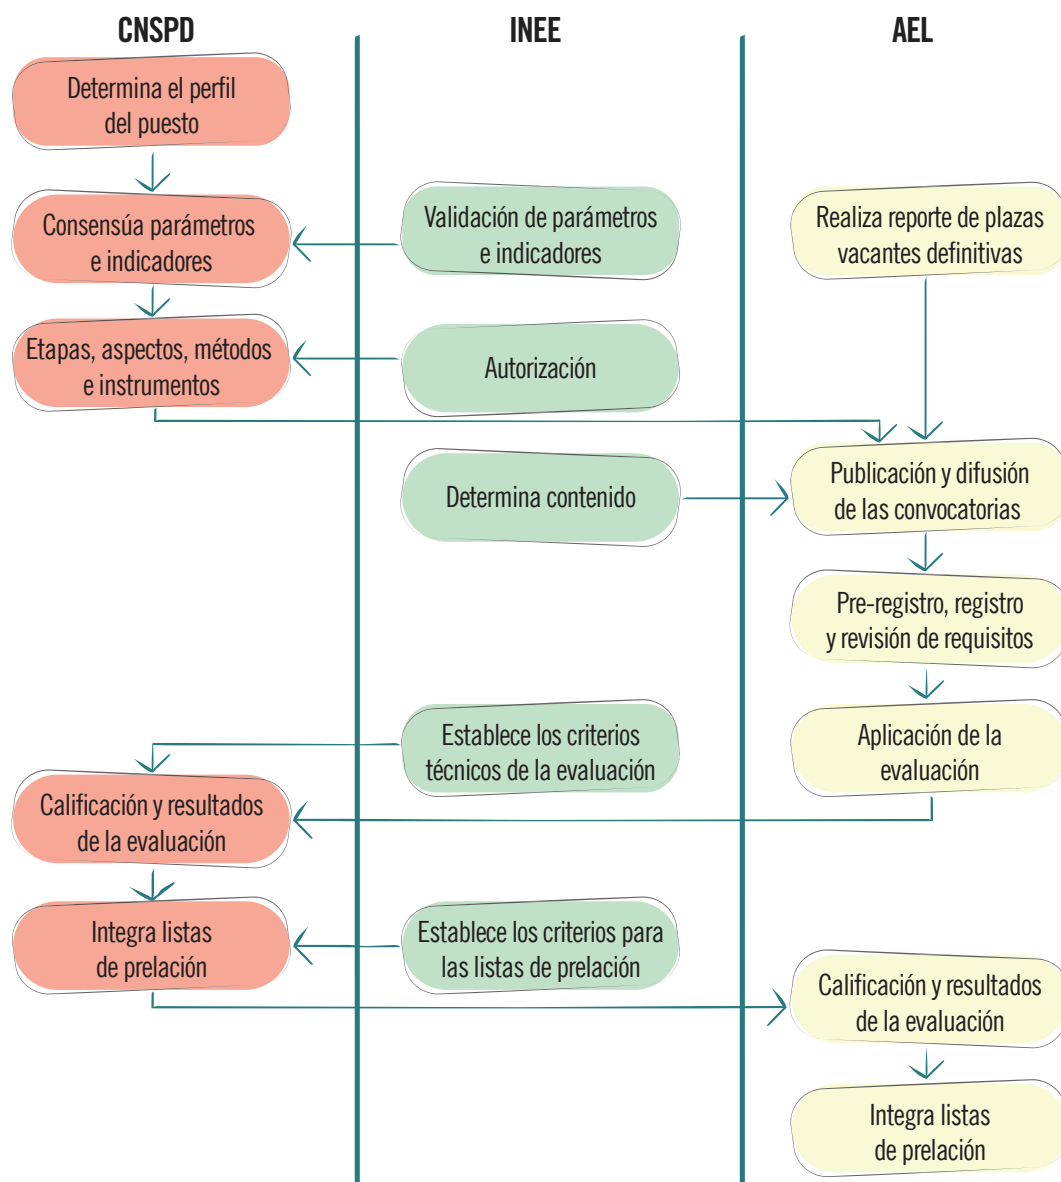 CNSPD
INEE
AEL
Determina el perfil
del puesto
Consensúa parámetros
e indicadores
Validación de parámetros
e indicadores
Realiza reporte de plazas
vacantes definitivas
Etapas, aspectos, métodos
e instrumentos
Autorización
Determina contenido
Publicación y difusión
de las convocatorias
Pre-registro, registro
y revisión de requisitos
Establece los criterios
técnicos de la evaluación
Aplicación de la
evaluación
Calificación y resultados
de la evaluación
Integra listas
de prelación
Establece los criterios para
las listas de prelación
Calificación y resultados
de la evaluación
Integra listas
de prelación